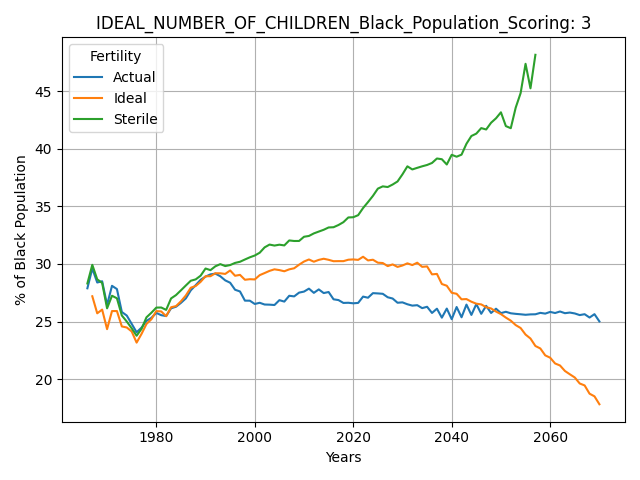 IDEAL_NUMBER_OF_CHILDREN_Black_Population_Scoring: 3
Fertility
Actual
Ideal
Sterile
% of Black Population
45
40
35
30
25
20
1980
2000
2020
2040
2060
Years